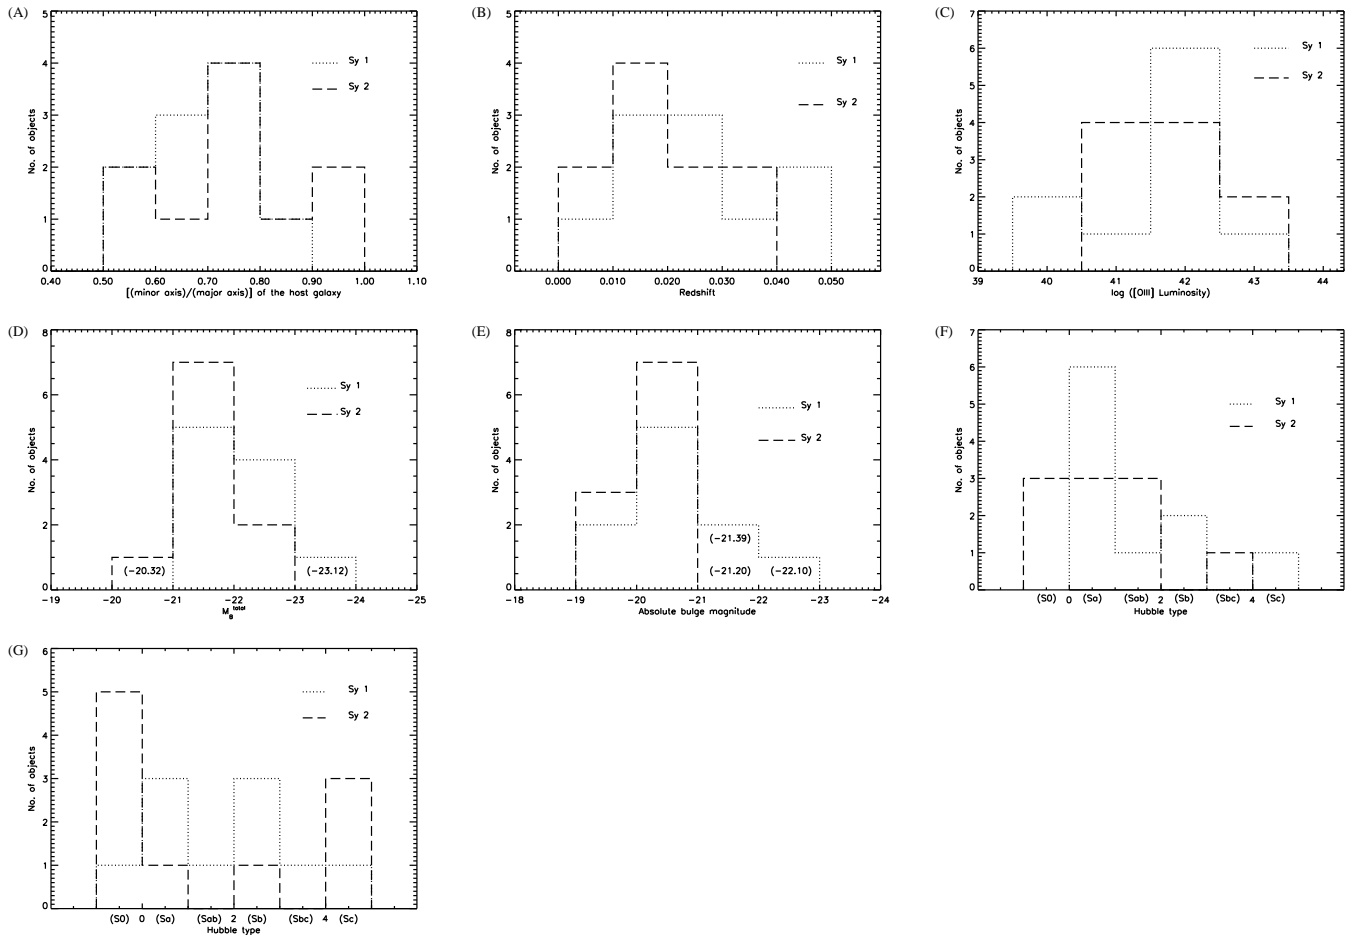 (A)
5
4
3
2
1
0
No. of objects
Sy 1
Sy 2
0.40 0.50 0.60 0.70 0.80 0.90 1.00 1.10
[(minor axis)/(major axis)] of the host galaxy
(B)
5
4
3
2
1
0
No. of objects
Sy 1
Sy 2
0.000 0.010 0.020 0.030 0.040 0.050
Redshift
(C)
7
6
5
4
3
2
1
0
No. of objects
Sy 1
Sy 2
39 40 41 42 43 44
log ([OIII] Luminosity)
(D)
8
6
4
2
0
No. of objects
Sy 1
Sy 2
(-20.32)
(-23.12)
-19 -20 -21 -22 -23 -24 -25
M_B^total
(E)
8
6
4
2
0
No. of objects
Sy 1
Sy 2
(-21.39)
(-21.20) (-22.10)
-18 -19 -20 -21 -22 -23 -24
Absolute bulge magnitude
(F)
7
6
5
4
3
2
1
0
No. of objects
Sy 1
Sy 2
(S0) 0 (Sa) (Sab) 2 (Sb) (Sbc) 4 (Sc)
Hubble type
(G)
6
5
4
3
2
1
0
No. of objects
Sy 1
Sy 2
(S0) 0 (Sa) (Sab) 2 (Sb) (Sbc) 4 (Sc)
Hubble type